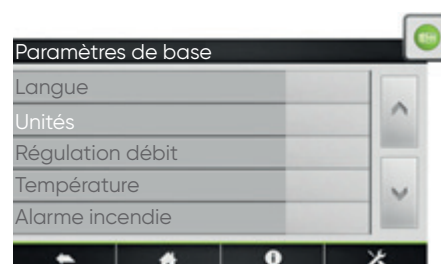 Paramètres de base
Langue
Unités
Régulation débit
Température
Alarme incendie